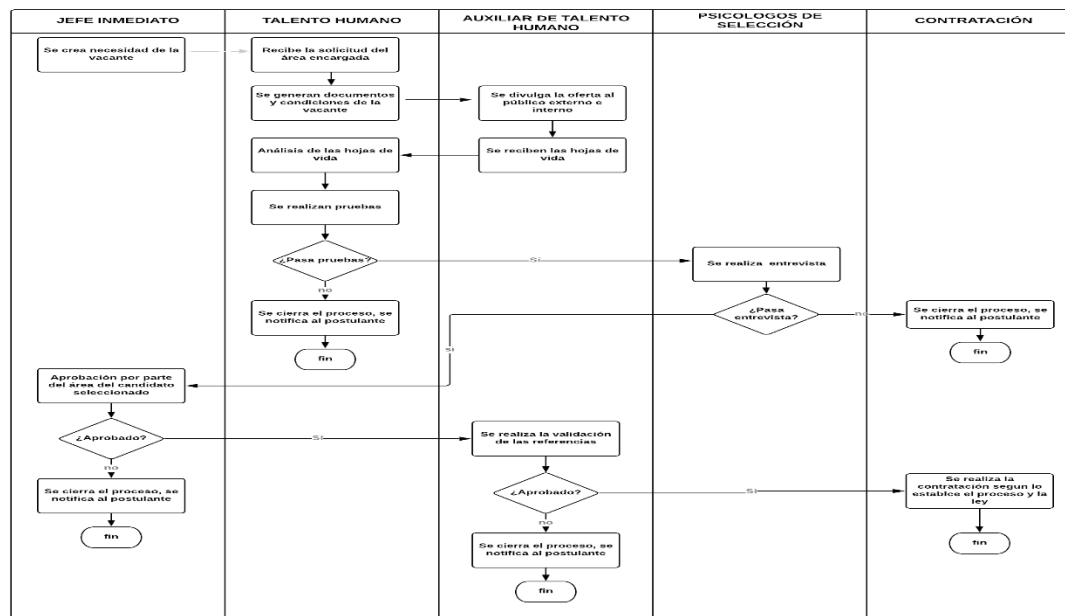 JEFE INMEDIATO
TALENTO HUMANO
AUXILIAR DE TALENTO
HUMANO
PSICOLOGOS DE
SELECCIÓN
CONTRATACIÓN
Se crea necesidad de la
vacante
Recibe la solicitud del
área encargada
Se generan documentos
y condiciones de la
vacante
Se divulga la oferta al
público externo e
interno
Análisis de las hojas de
vida
Se reciben las hojas de
vida
Se realizan pruebas
¿Pasa pruebas?
Si
Se realiza entrevista
no
Se cierra el proceso, se
notifica al postulante
fin
¿Pasa
entrevista?
no
Se cierra el proceso, se
notifica al postulante
fin
Si
Aprobación por parte
del área del candidato
seleccionado
¿Aprobado?
Si
Se realiza la validación
de las referencias
no
Se cierra el proceso, se
notifica al postulante
fin
¿Aprobado?
Si
Se realiza la
contratación segun lo
establce el proceso y la
ley
fin
no
Se cierra el proceso, se
notifica al postulante
fin